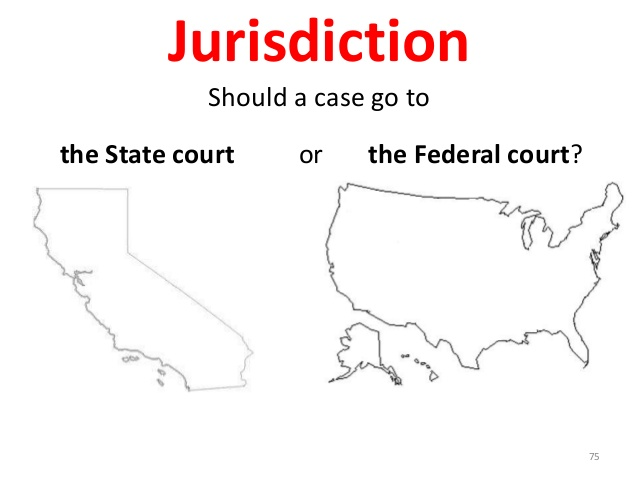 Jurisdiction
Should a case go to
the State court or the Federal court?
75